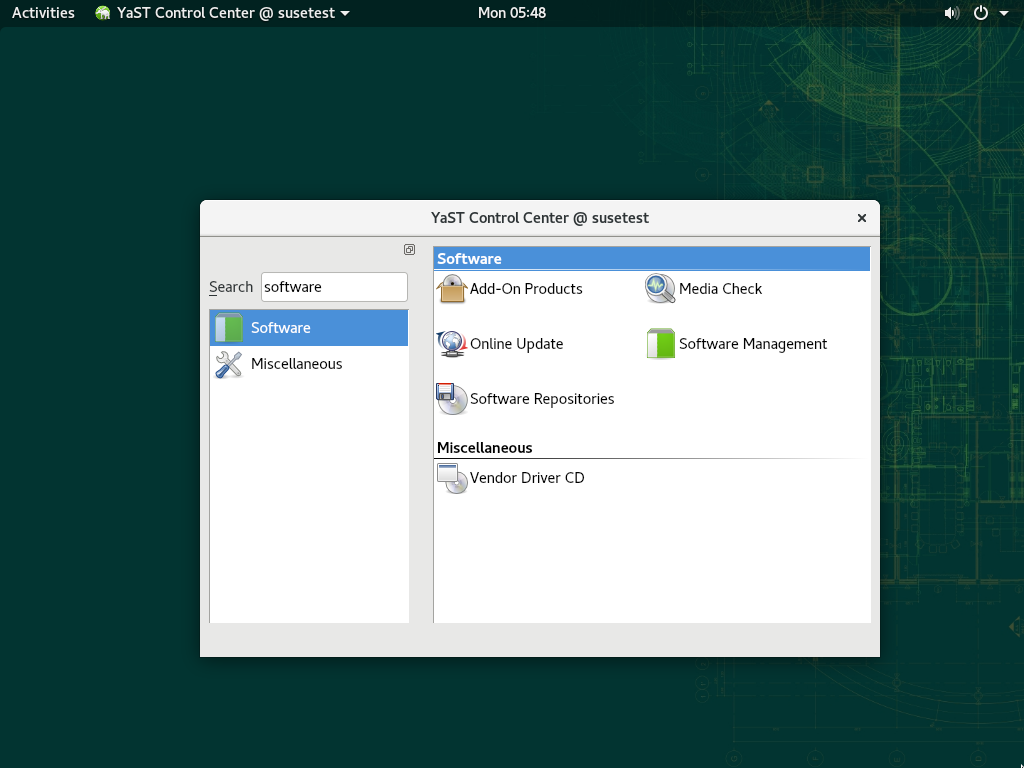 Activities YaST Control Center @ susetest Mon 05:48
YaST Control Center @ susetest
Search software
Software
Miscellaneous
Software
Add-On Products Media Check
Online Update Software Management
Software Repositories
Miscellaneous
Vendor Driver CD